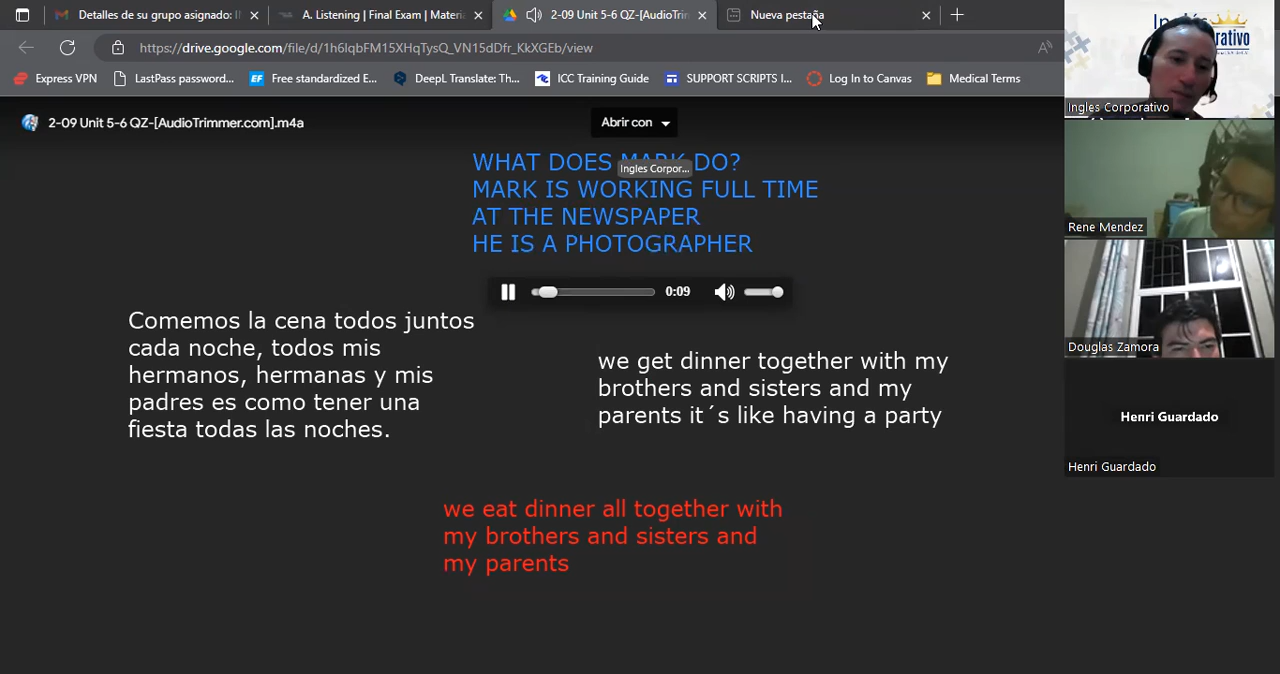 Detalles de su grupo asignado: I
A. Listening | Final Exam | Materia
2-09 Unit 5-6 QZ-[AudioTrin
Nueva pestaña
https://drive.google.com/file/d/1h6lqbFM15XHqTysQ_VN15dDfr_KkXGEb/view
Express VPN
LastPass password...
EF Free standardized E...
DeepL Translate: Th...
ICC Training Guide
SUPPORT SCRIPTS I...
Log In to Canvas
Medical Terms
2-09 Unit 5-6 QZ-[AudioTrimmer.com].m4a
Abrir con
WHAT DOES MARK DO?
Ingles Corpor...
MARK IS WORKING FULL TIME
AT THE NEWSPAPER
HE IS A PHOTOGRAPHER
0:09
Comemos la cena todos juntos
cada noche, todos mis
hermanos, hermanas y mis
padres es como tener una
fiesta todas las noches.
we get dinner together with my
brothers and sisters and my
parents it´s like having a party
we eat dinner all together with
my brothers and sisters and
my parents
Ingles Corporativo
Rene Mendez
Douglas Zamora
Henri Guardado
Henri Guardado